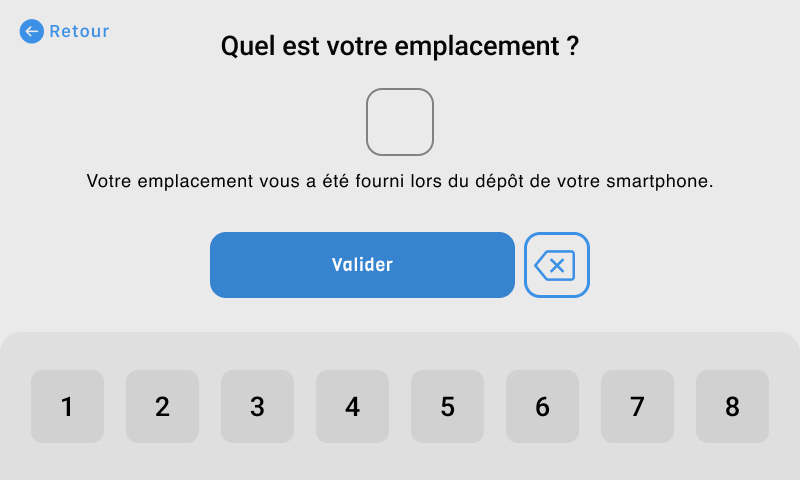 Retour
Quel est votre emplacement ?
Votre emplacement vous a été fourni lors du dépôt de votre smartphone.
Valider
1 2 3 4 5 6 7 8